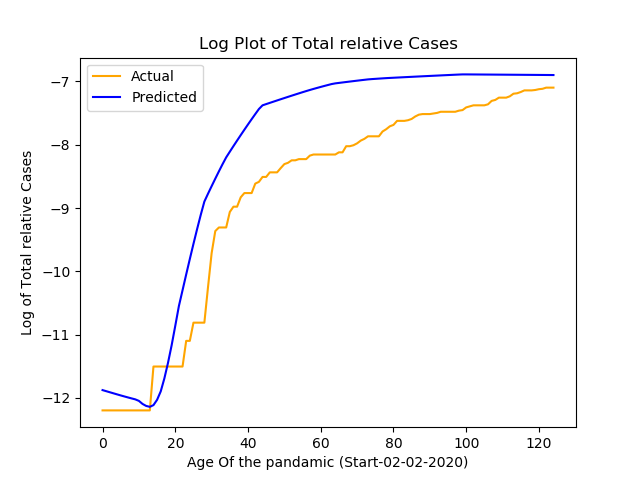 Log Plot of Total relative Cases
Actual
Predicted
Log of Total relative Cases
−7
−8
−9
−10
−11
−12
0 20 40 60 80 100 120
Age Of the pandamic (Start-02-02-2020)